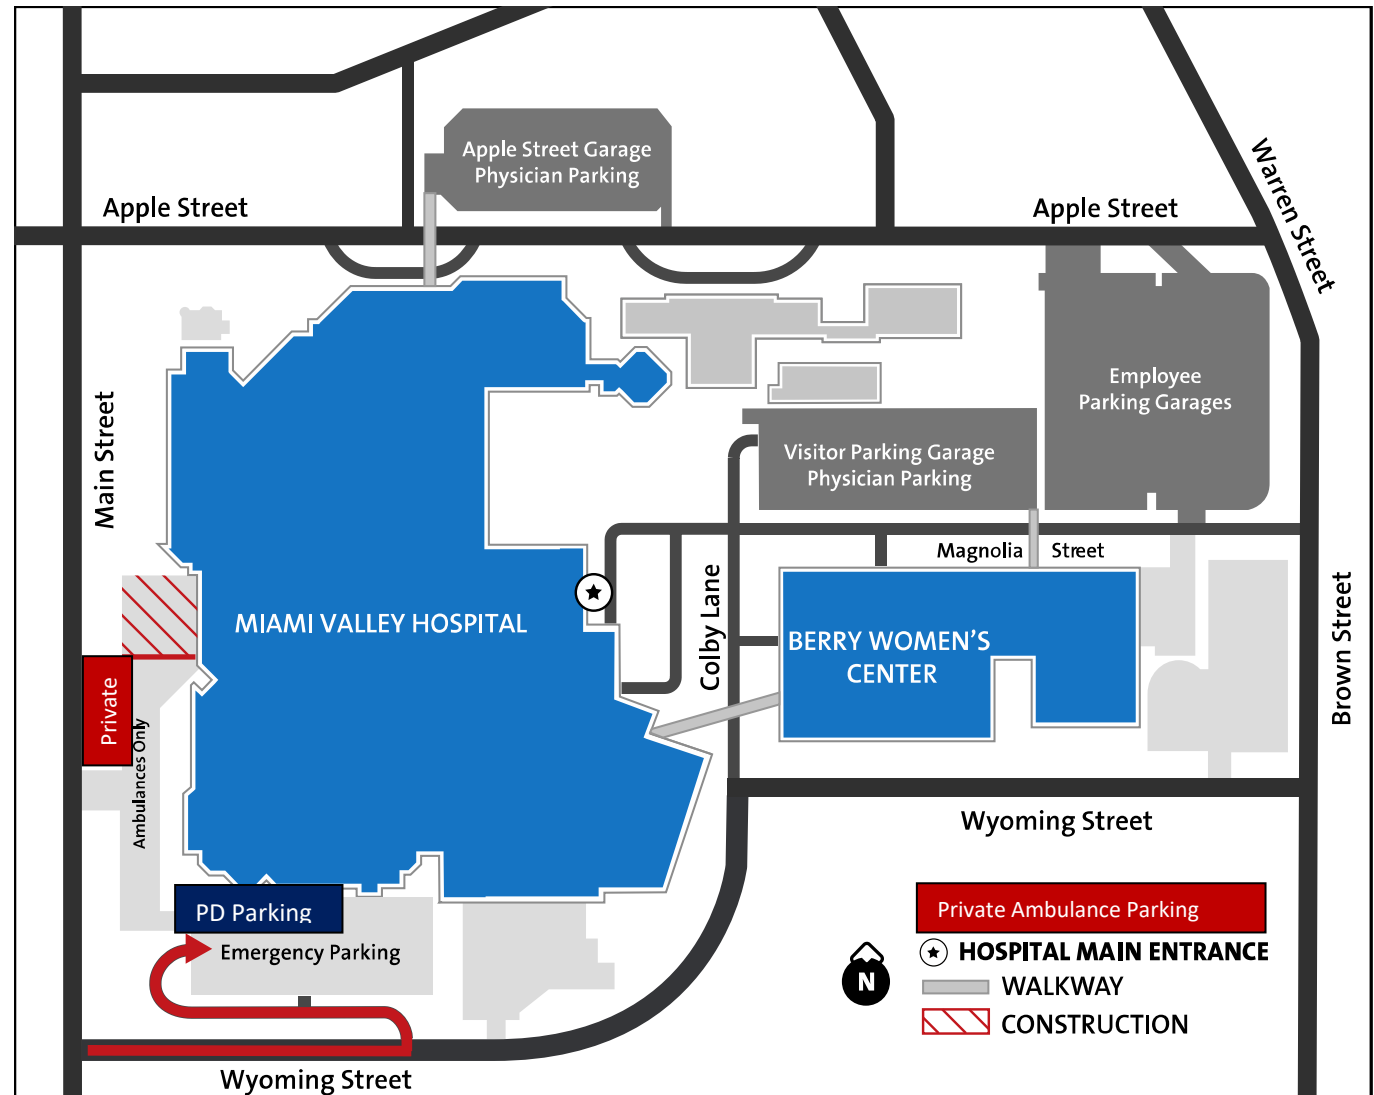 Apple Street Garage
Physician Parking
Apple Street
Apple Street
Warren Street
Main Street
Employee
Parking Garages
Visitor Parking Garage
Physician Parking
Magnolia Street
Colby Lane
MIAMI VALLEY HOSPITAL
BERRY WOMEN'S
CENTER
Brown Street
Private
Ambulances Only
Wyoming Street
PD Parking
Emergency Parking
Private Ambulance Parking
HOSPITAL MAIN ENTRANCE
N
WALKWAY
CONSTRUCTION
Wyoming Street